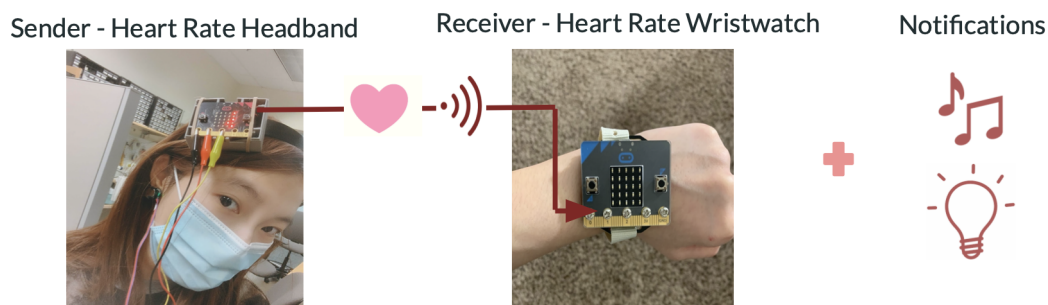 Sender - Heart Rate Headband
Receiver - Heart Rate Wristwatch
Notifications